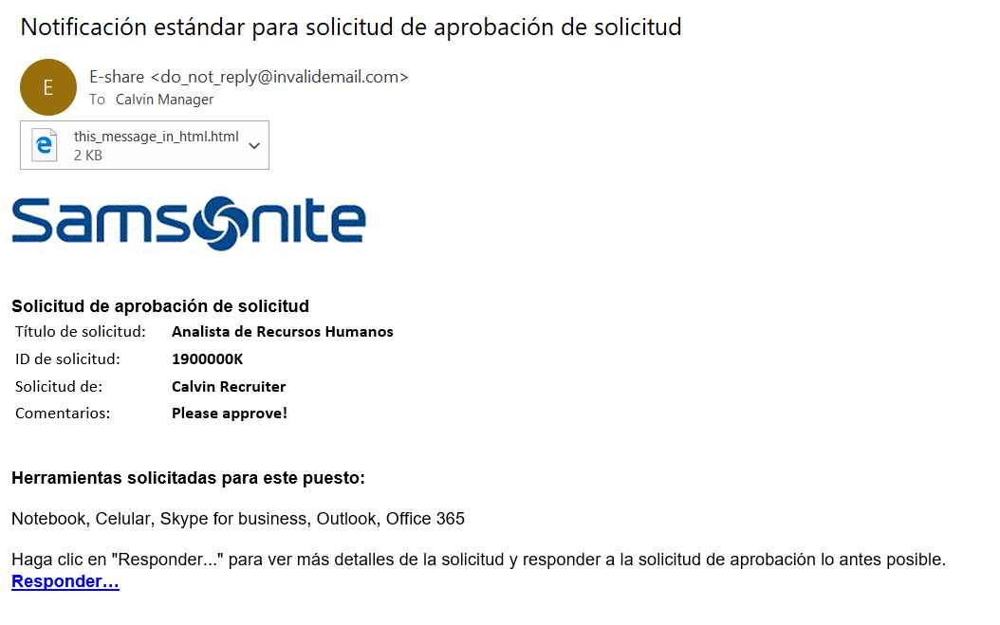 Notificación estándar para solicitud de aprobación de solicitud
E
E-share <do_not_reply@invalidemail.com>
To Calvin Manager
this_message_in_html.html
2 KB
Samsonite
Solicitud de aprobación de solicitud
Título de solicitud: Analista de Recursos Humanos
ID de solicitud: 1900000K
Solicitud de: Calvin Recruiter
Comentarios: Please approve!
Herramientas solicitadas para este puesto:
Notebook, Celular, Skype for business, Outlook, Office 365
Haga clic en "Responder..." para ver más detalles de la solicitud y responder a la solicitud de aprobación lo antes posible.
Responder…